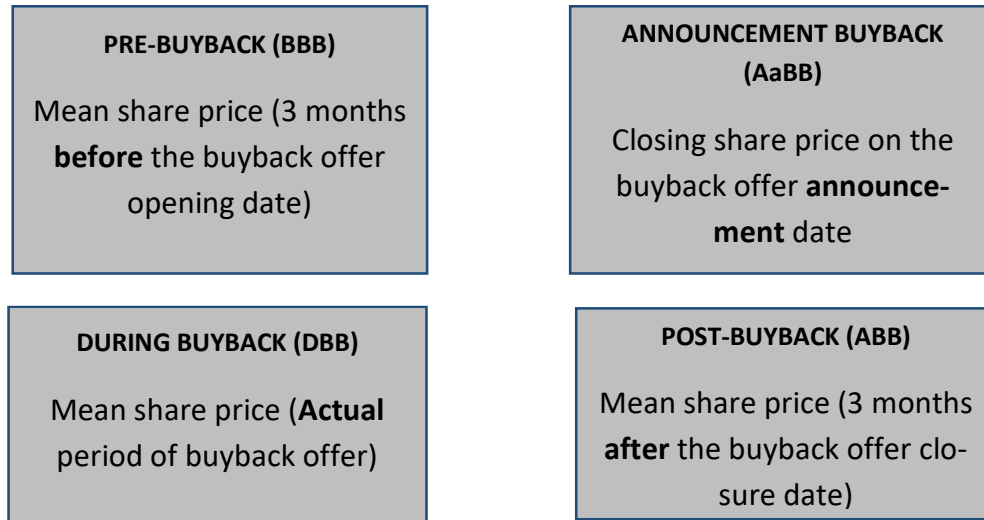 PRE-BUYBACK (BBB)
Mean share price (3 months
before the buyback offer
opening date)
ANNOUNCEMENT BUYBACK
(AaBB)
Closing share price on the
buyback offer announce-
ment date
DURING BUYBACK (DBB)
Mean share price (Actual
period of buyback offer)
POST-BUYBACK (ABB)
Mean share price (3 months
after the buyback offer clo-
sure date)